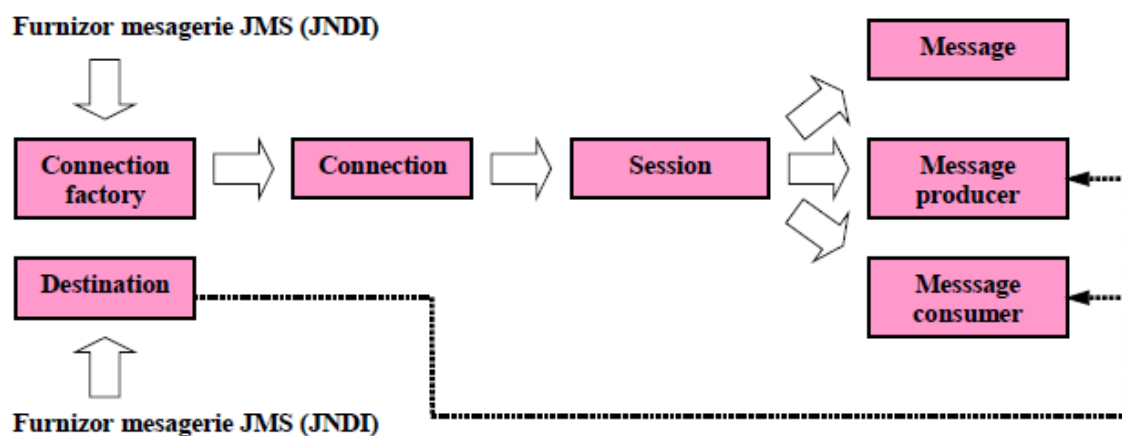 Furnizor mesagerie JMS (JNDI)
Message
Connection
factory
Connection
Session
Message
producer
Destination
Messsage
consumer
Furnizor mesagerie JMS (JNDI)